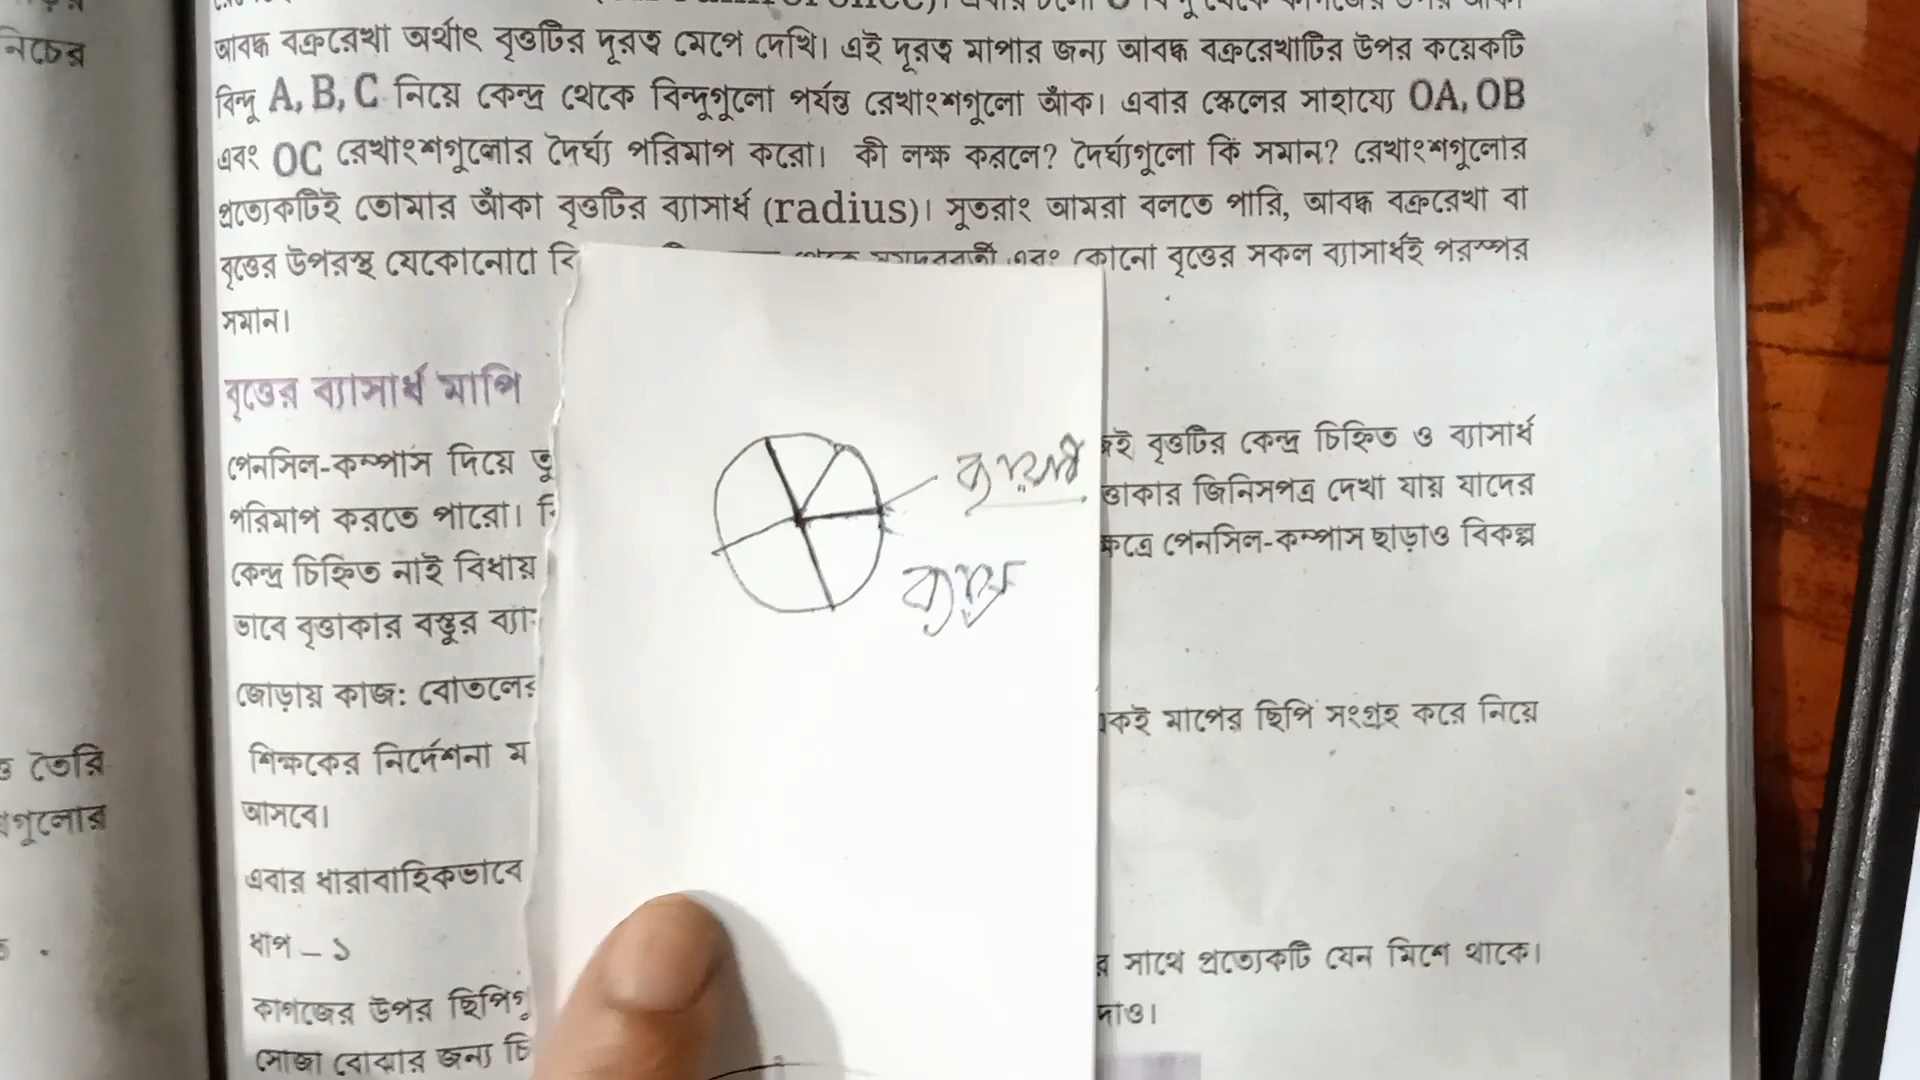 নিচের
আবদ্ধ বক্ররেখা অর্থাৎ বৃত্তটির দূরত্ব মেপে দেখি। এই দূরত্ব মাপার জন্য আবদ্ধ বক্ররেখাটির উপর কয়েকটি
বিন্দু A, B, C নিয়ে কেন্দ্র থেকে বিন্দুগুলো পর্যন্ত রেখাংশগুলো আঁক। এবার স্কেলের সাহায্যে OA, OB
এবং OC রেখাংশগুলোর দৈর্ঘ্য পরিমাপ করো। কী লক্ষ করলে? দৈর্ঘ্যগুলো কি সমান? রেখাংশগুলোর
প্রত্যেকটিই তোমার আঁকা বৃত্তটির ব্যাসার্ধ (radius)। সুতরাং আমরা বলতে পারি, আবদ্ধ বক্ররেখা বা
বৃত্তের উপরস্থ যেকোনোটো বি কোনো বৃত্তের সকল ব্যাসার্ধই পরস্পর
সমান।
বৃত্তের ব্যাসার্ধ মাপি
পেনসিল-কম্পাস দিয়ে বৃত্তটির কেন্দ্র চিহ্নিত ও ব্যাসার্ধ
পরিমাপ করতে পারো। জিনিসপত্র দেখা যায় যাদের
কেন্দ্র চিহ্নিত নাই বিধায় পেনসিল-কম্পাস ছাড়াও বিকল্প
ভাবে বৃত্তাকার বস্তুর ব্যা
জোড়ায় কাজ: বোতলের কই মাপের ছিপি সংগ্রহ করে নিয়ে
তৈরি
শিক্ষকের নির্দেশনা ম
গুলোর
আসবে।
এবার ধারাবাহিকভাবে
ধাপ – ১
র সাথে প্রত্যেকটি যেন মিশে থাকে।
কাগজের উপর ছিপিগু দাও।
সোজা বোঝার জন্য চি